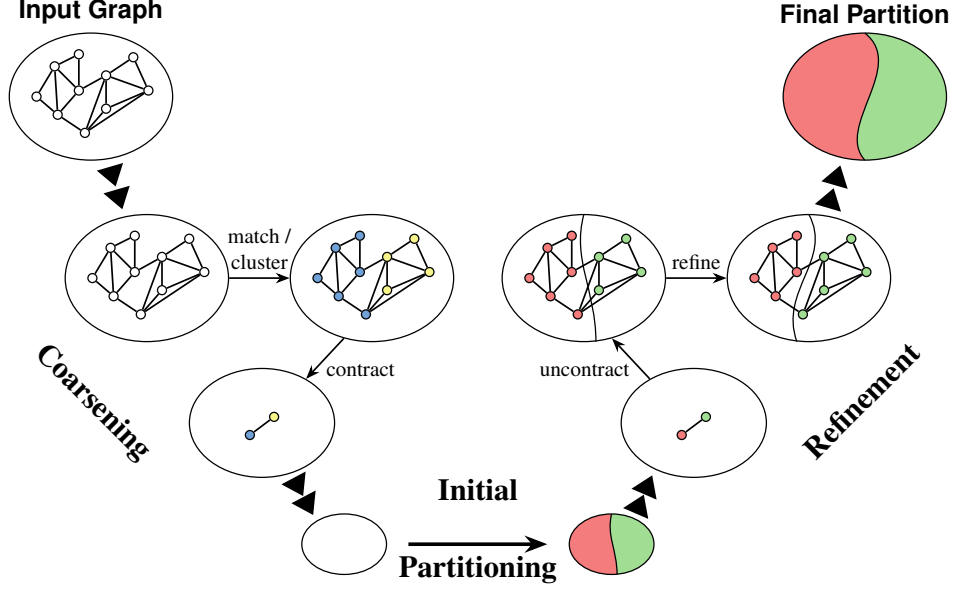 Input Graph
Final Partition
match /
cluster
refine
contract
uncontract
Coarsening
Refinement
Initial
Partitioning